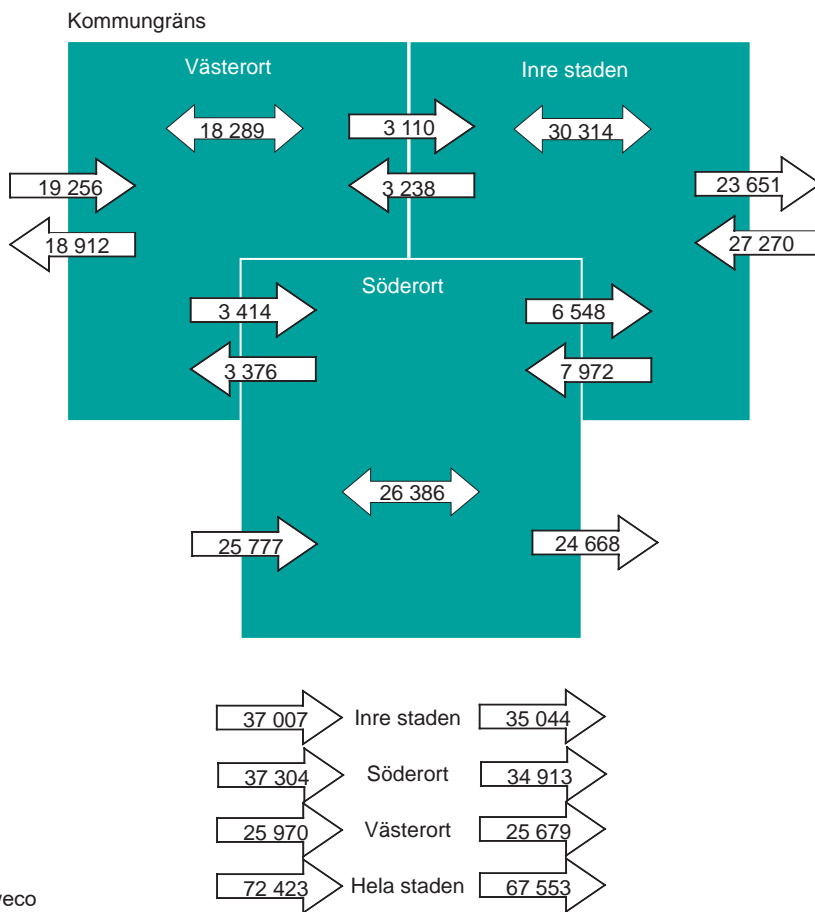 Kommungräns
Västerort Inre staden
18 289 3 110 30 314
19 256 3 238 23 651
18 912 27 270
Söderort
3 414 6 548
3 376 7 972
26 386
25 777 24 668
37 007 Inre staden 35 044
37 304 Söderort 34 913
25 970 Västerort 25 679
72 423 Hela staden 67 553